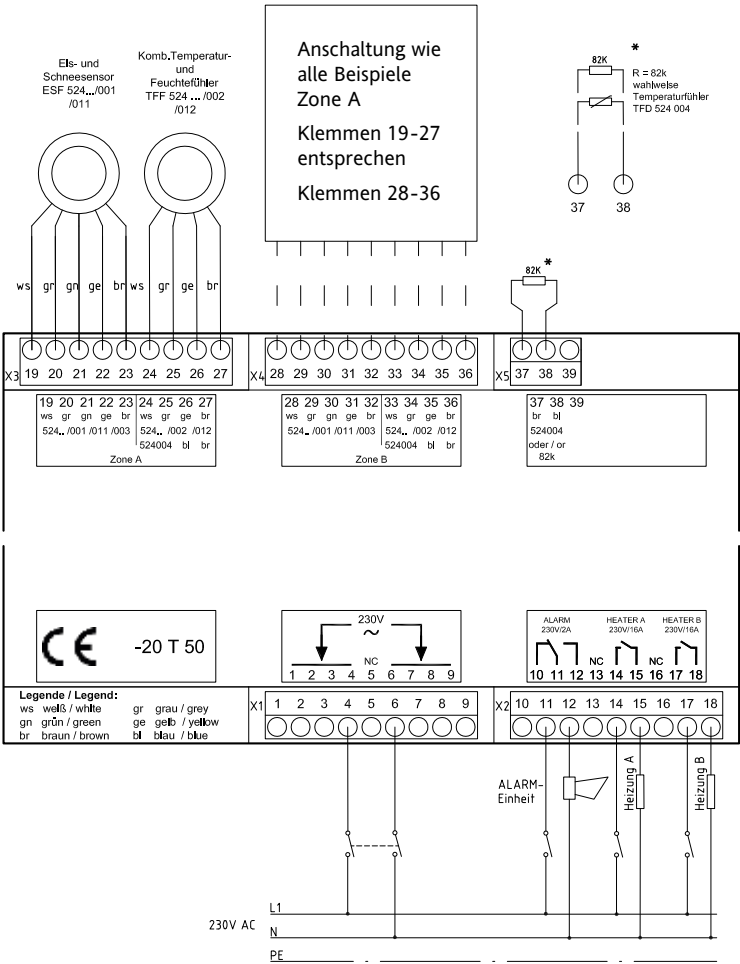 Eis- und
Schneesensor
ESF 524.../001
/011
Komb.Temperatur-
und
Feuchtefühler
TFF 524 ... /002
/012
Anschaltung wie
alle Beispiele
Zone A
Klemmen 19-27
entsprechen
Klemmen 28-36
*
82K
R = 82k
wahlweise
Temperaturfühler
TFD 524 004
37 38
82K *
ws gr gn ge br ws gr ge br
X3 19 20 21 22 23 24 25 26 27
X4 28 29 30 31 32 33 34 35 36
X5 37 38 39
19 20 21 22 23 24 25 26 27
ws gr gn ge br ws gr ge br
524.. /001 /011 /003 524.. /002 /012
524004 bl br
Zone A
28 29 30 31 32 33 34 35 36
ws gr gn ge br ws gr ge br
524.. /001 /011 /003 524.. /002 /012
524004 bl br
Zone B
37 38 39
br bl
524004
oder / or
82k
CE -20 T 50
230V
~
NC
1 2 3 4 5 6 7 8 9
ALARM
230V/2A
HEATER A
230V/16A
HEATER B
230V/16A
NC NC
10 11 12 13 14 15 16 17 18
Legende / Legend:
ws weiß / white gr grau / grey
gn grün / green ge gelb / yellow
br braun / brown bl blau / blue
X1 1 2 3 4 5 6 7 8 9
X2 10 11 12 13 14 15 16 17 18
ALARM-
Einheit
Heizung A
Heizung B
230V AC
L1
N
PE